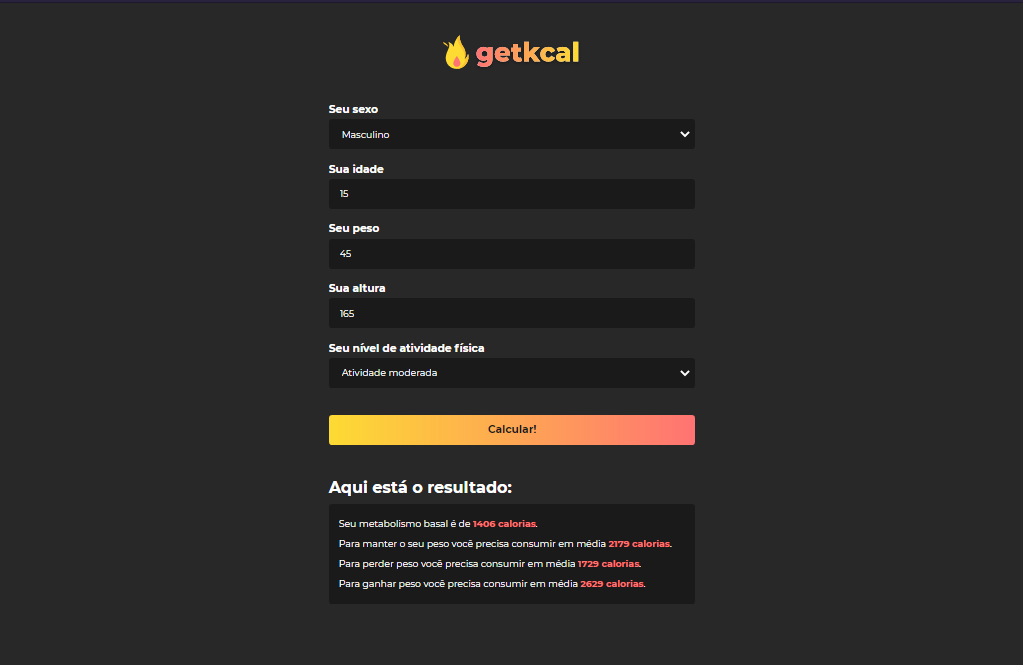 getkcal
Seu sexo
Masculino
Sua idade
15
Seu peso
45
Sua altura
165
Seu nível de atividade física
Atividade moderada
Calcular!
Aqui está o resultado:
Seu metabolismo basal é de 1406 calorias.
Para manter o seu peso você precisa consumir em média 2179 calorias.
Para perder peso você precisa consumir em média 1729 calorias.
Para ganhar peso você precisa consumir em média 2629 calorias.